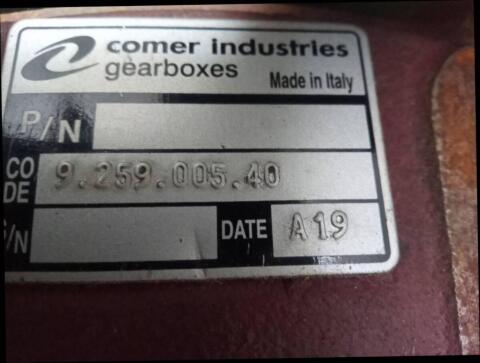 comer industries
gearboxes
Made in Italy
P/N
CO
DE 9.259.005.40
/N DATE A19